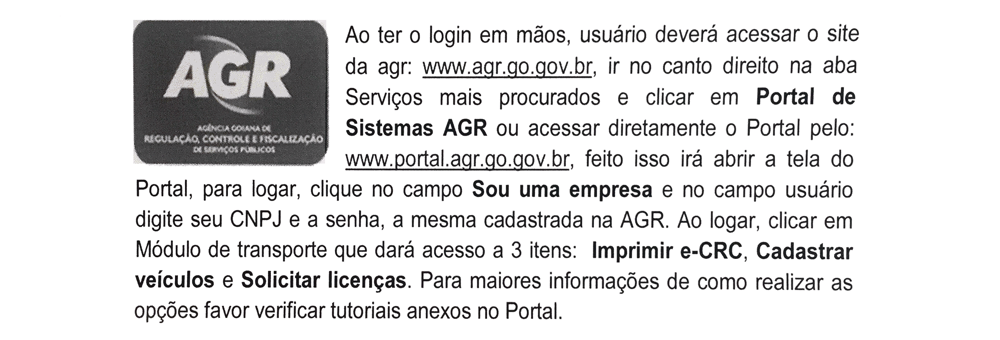 AGR
AGÊNCIA GOIANA DE
REGULAÇÃO, CONTROLE E FISCALIZAÇÃO
DE SERVIÇOS PÚBLICOS
Ao ter o login em mãos, usuário deverá acessar o site
da agr: www.agr.go.gov.br, ir no canto direito na aba
Serviços mais procurados e clicar em Portal de
Sistemas AGR ou acessar diretamente o Portal pelo:
www.portal.agr.go.gov.br, feito isso irá abrir a tela do
Portal, para logar, clique no campo Sou uma empresa e no campo usuário
digite seu CNPJ e a senha, a mesma cadastrada na AGR. Ao logar, clicar em
Módulo de transporte que dará acesso a 3 itens: Imprimir e-CRC, Cadastrar
veículos e Solicitar licenças. Para maiores informações de como realizar as
opções favor verificar tutoriais anexos no Portal.